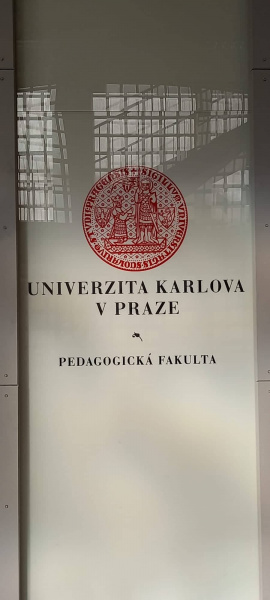 UNIVERZITA KARLOVA
V PRAZE
PEDAGOGICKÁ FAKULTA